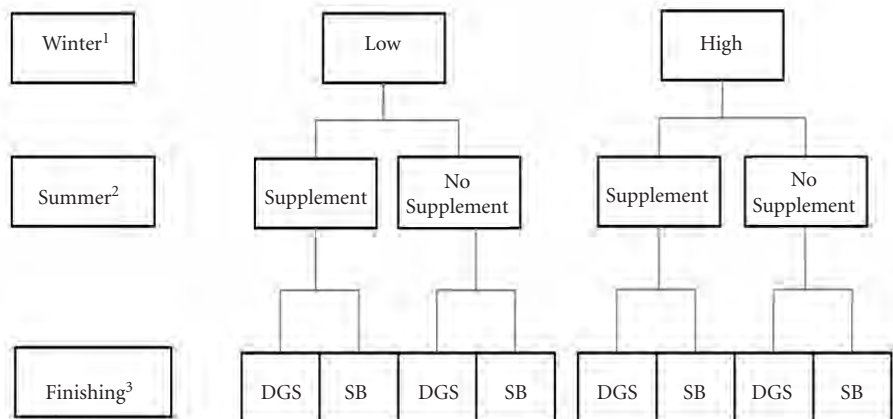 Winter¹
Low
High
Summer²
Supplement
No
Supplement
Supplement
No
Supplement
Finishing³
DGS
SB
DGS
SB
DGS
SB
DGS
SB